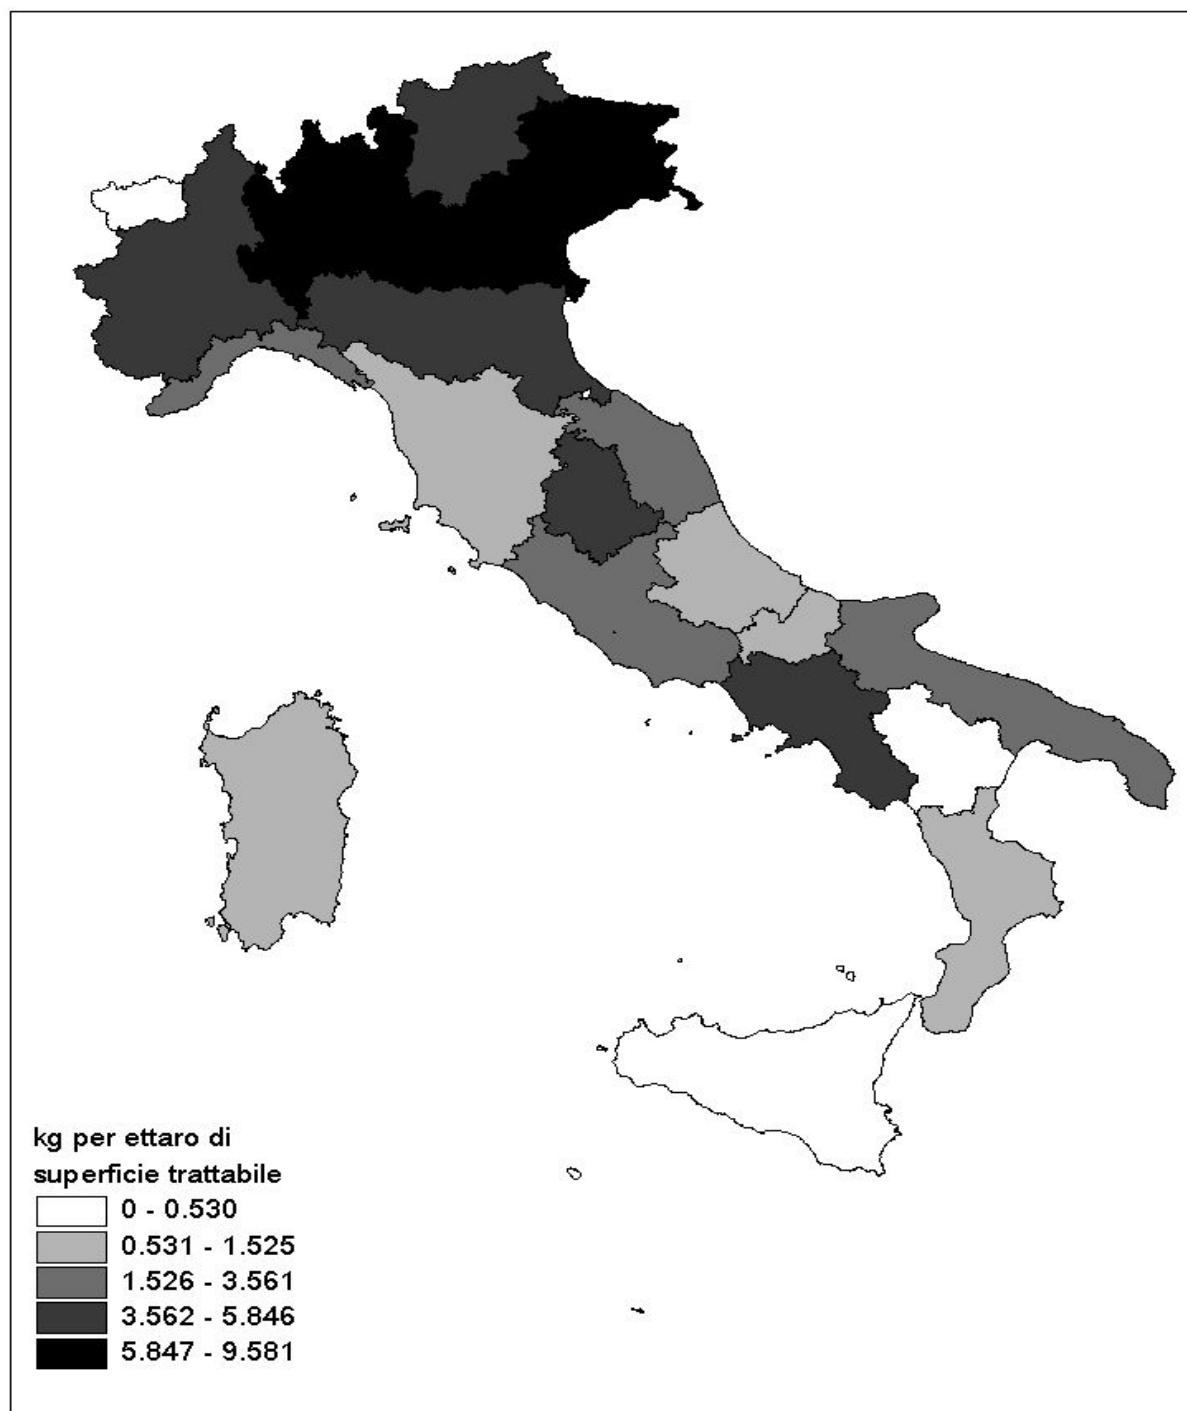 kg per ettaro di
superficie trattabile
0 - 0.530
0.531 - 1.525
1.526 - 3.561
3.562 - 5.846
5.847 - 9.581